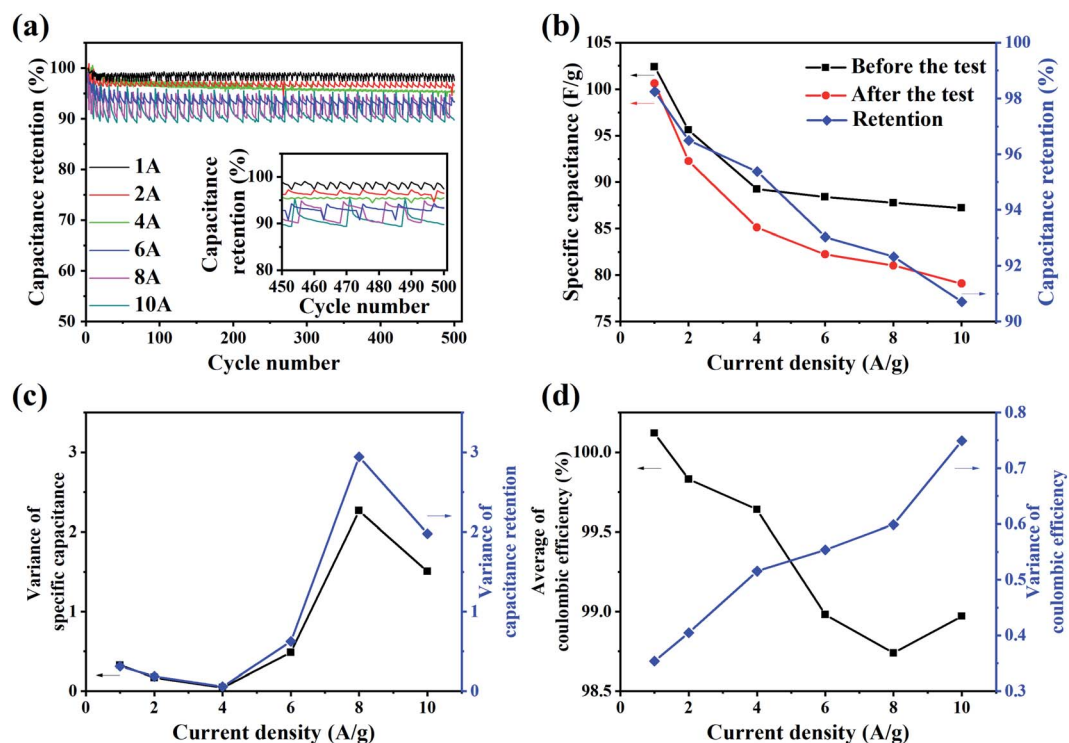 (a)
Capacitance retention (%)
100
90
80
70
60
50
1A
2A
4A
6A
8A
10A
Capacitance
retention (%)
100
90
80
450 460 470 480 490 500
Cycle number
0 100 200 300 400 500
Cycle number
(b)
Specific capacitance (F/g)
105
100
95
90
85
80
75
Before the test
After the test
Retention
100
98
96
94
92
90
Capacitance retention (%)
2 4 6 8 10
Current density (A/g)
(c)
Variance of
specific capacitance
3
2
1
0
3
2
1
0
Variance of
capacitance retention
0 2 4 6 8 10
Current density (A/g)
(d)
Average of
coulombic efficiency (%)
100.0
99.5
99.0
98.5
0.8
0.7
0.6
0.5
0.4
0.3
Variance of
coulombic efficiency
0 2 4 6 8 10
Current density (A/g)